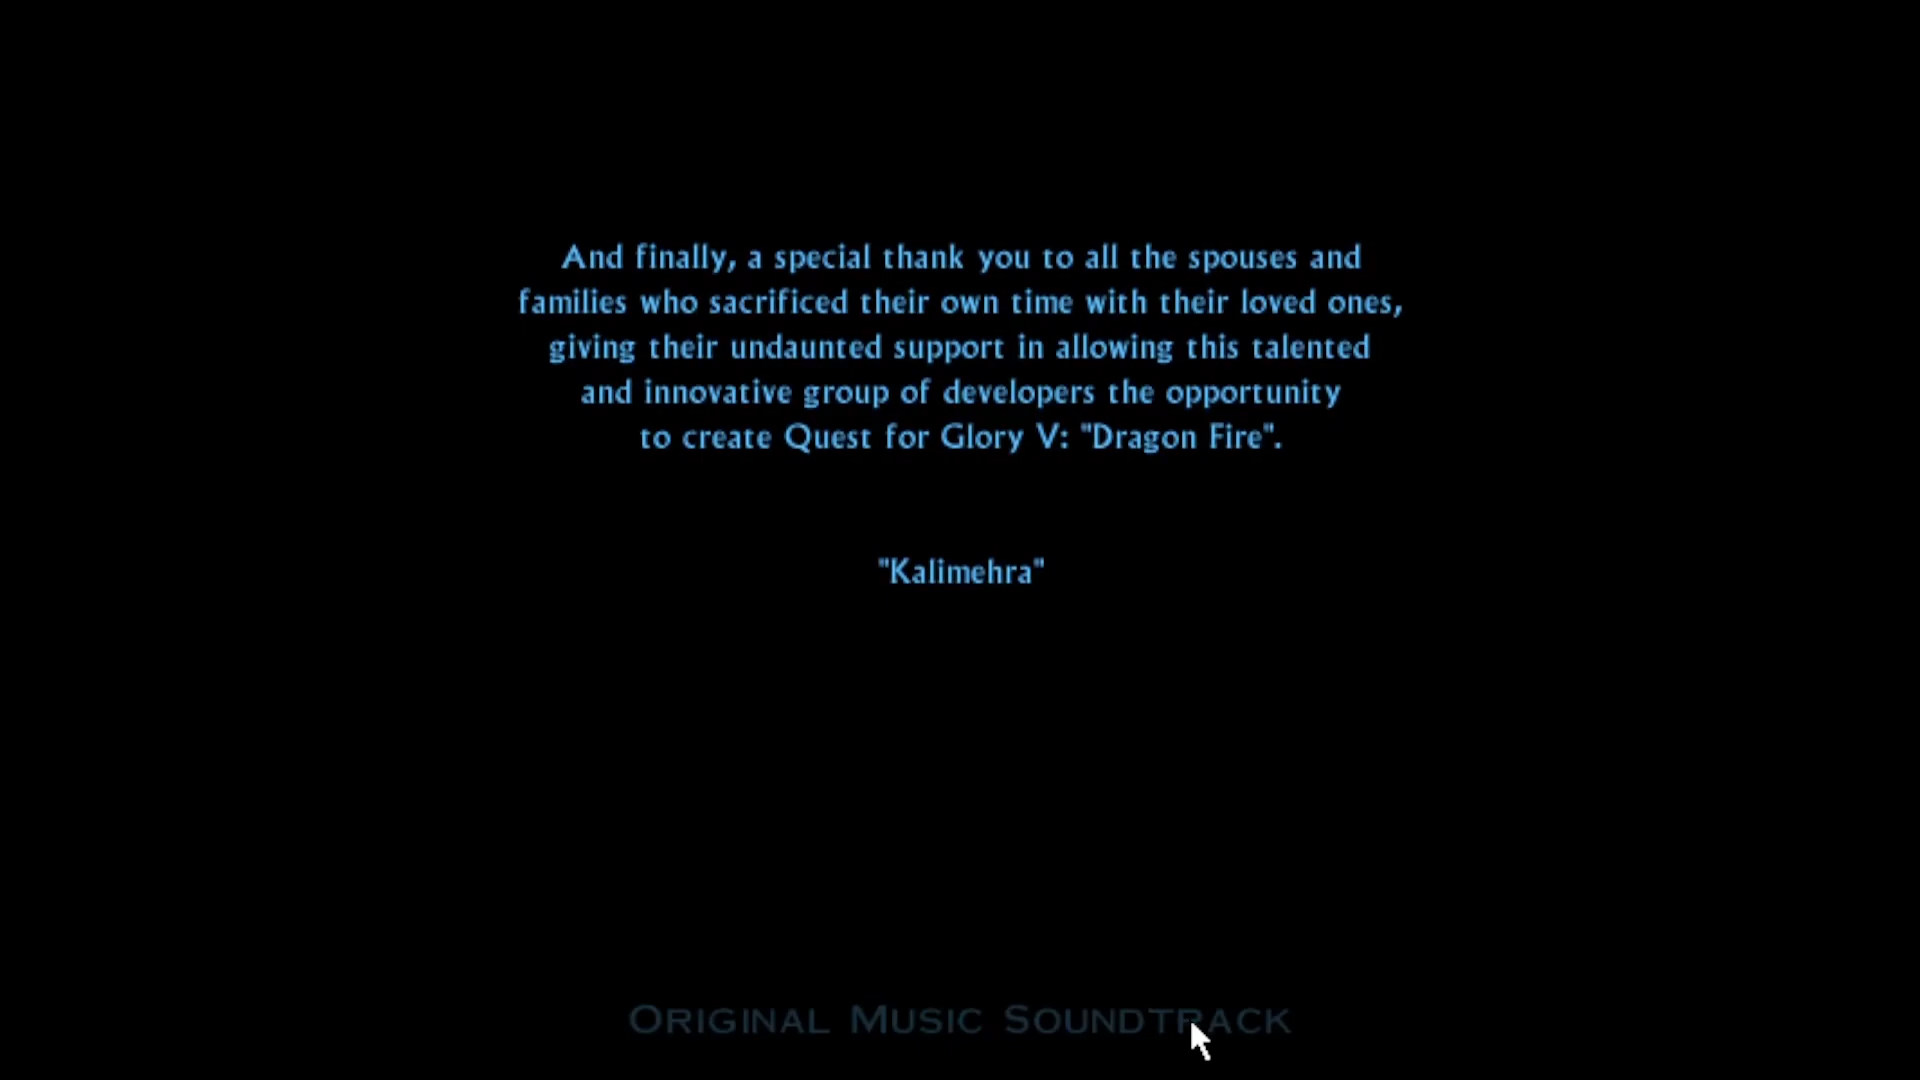 And finally, a special thank you to all the spouses and
families who sacrificed their own time with their loved ones,
giving their undaunted support in allowing this talented
and innovative group of developers the opportunity
to create Quest for Glory V: "Dragon Fire".
"Kalimehra"
Original Music Soundtrack